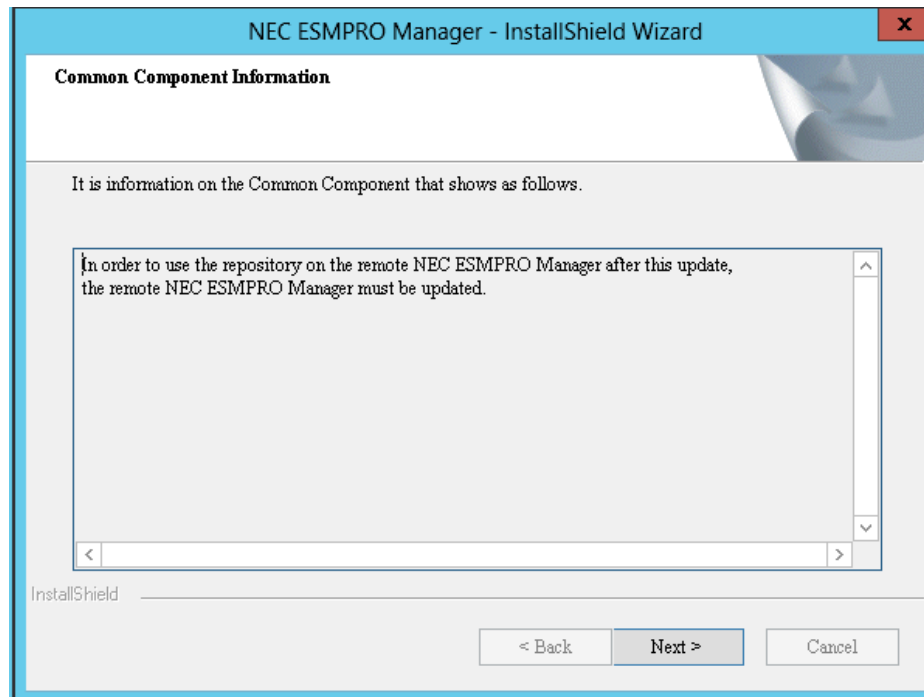 NEC ESMPRO Manager - InstallShield Wizard
x
Common Component Information
It is information on the Common Component that shows as follows.
In order to use the repository on the remote NEC ESMPRO Manager after this update,
the remote NEC ESMPRO Manager must be updated.
InstallShield
< Back Next > Cancel